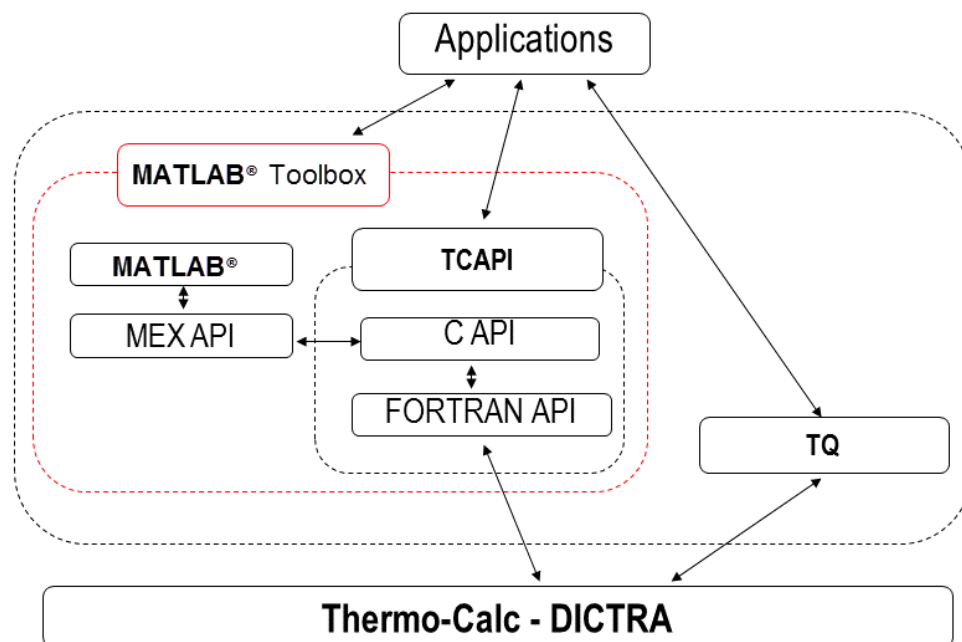 Applications
MATLAB® Toolbox
TCAPI
MATLAB®
MEX API
C API
FORTRAN API
TQ
Thermo-Calc - DICTRA